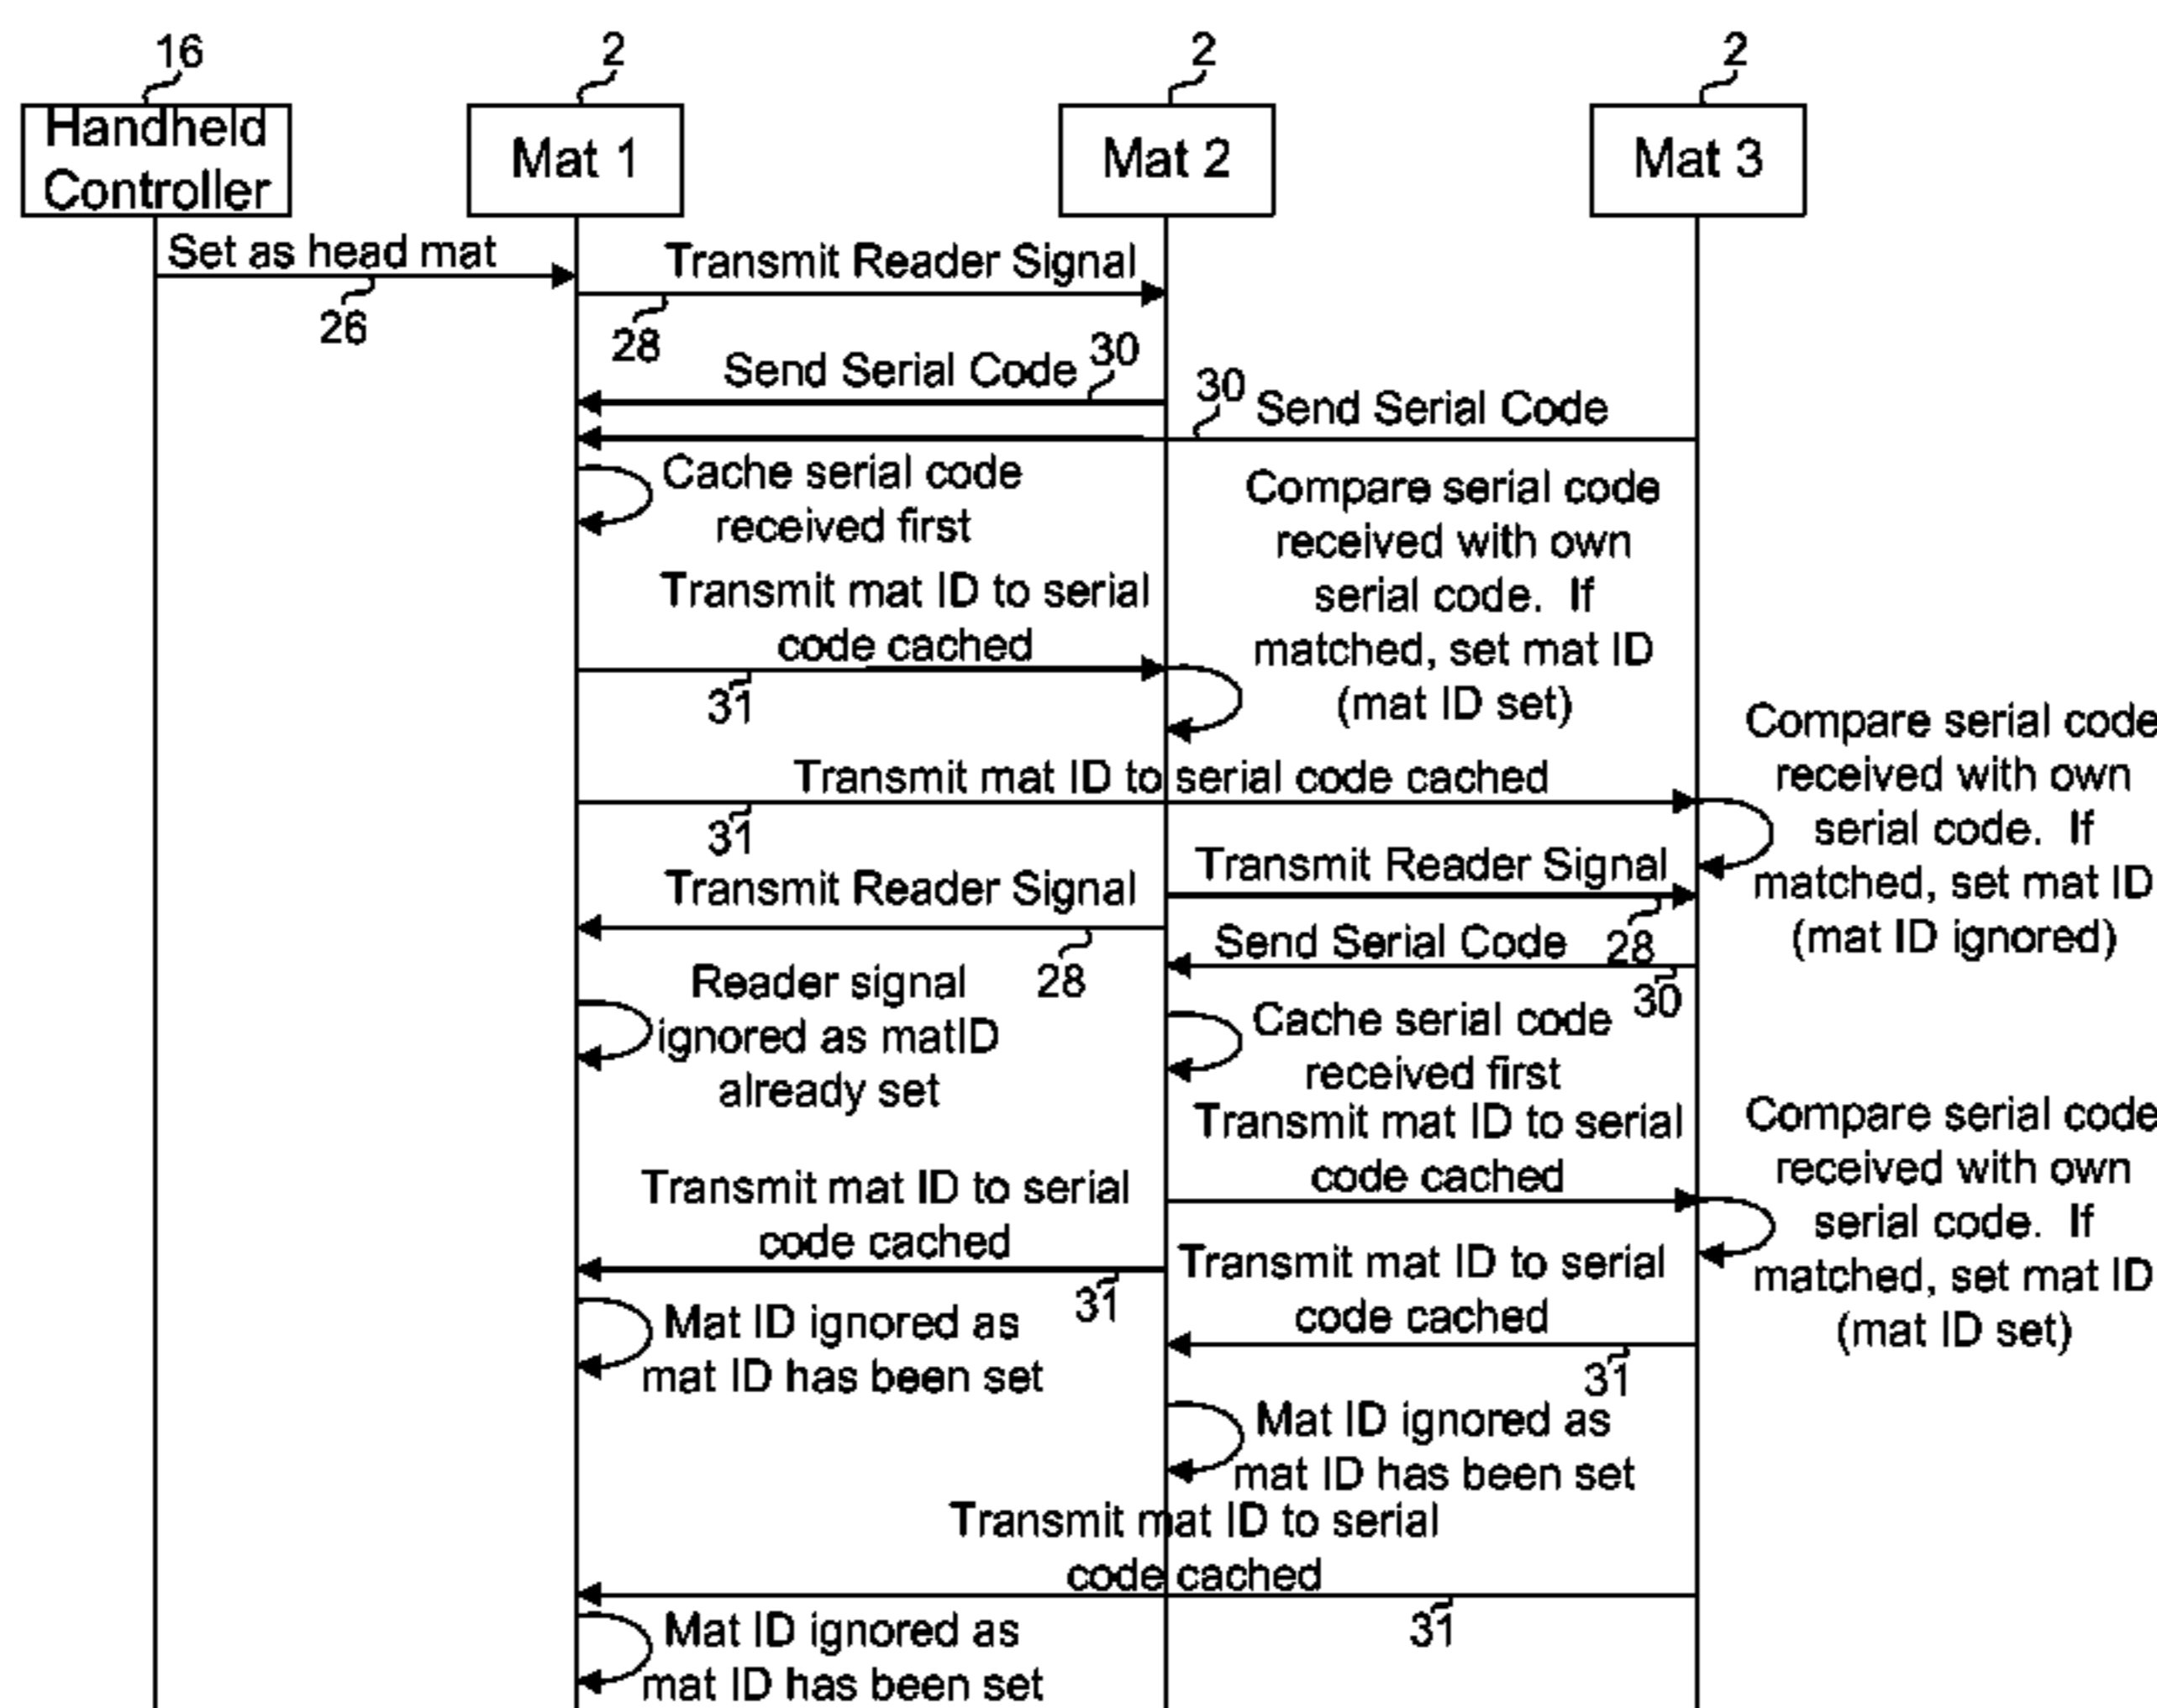 16
2
2
2
Handheld
Controller
Mat 1
Mat 2
Mat 3
Set as head mat
26
Transmit Reader Signal
28
Send Serial Code
30
30
Send Serial Code
Cache serial code
received first
Compare serial code
received with own
serial code. If
matched, set mat ID
(mat ID set)
Transmit mat ID to serial
code cached
31
Transmit mat ID to serial code cached
31
Compare serial code
received with own
serial code. If
matched, set mat ID
(mat ID ignored)
Transmit Reader Signal
28
Transmit Reader Signal
28
Send Serial Code
30
Reader signal
ignored as matID
already set
Cache serial code
received first
Transmit mat ID to serial
code cached
Compare serial code
received with own
serial code. If
matched, set mat ID
(mat ID set)
Transmit mat ID to serial
code cached
31
Transmit mat ID to serial
code cached
31
Mat ID ignored as
mat ID has been set
Mat ID ignored as
mat ID has been set
Transmit mat ID to serial
code cached
31
Mat ID ignored as
mat ID has been set